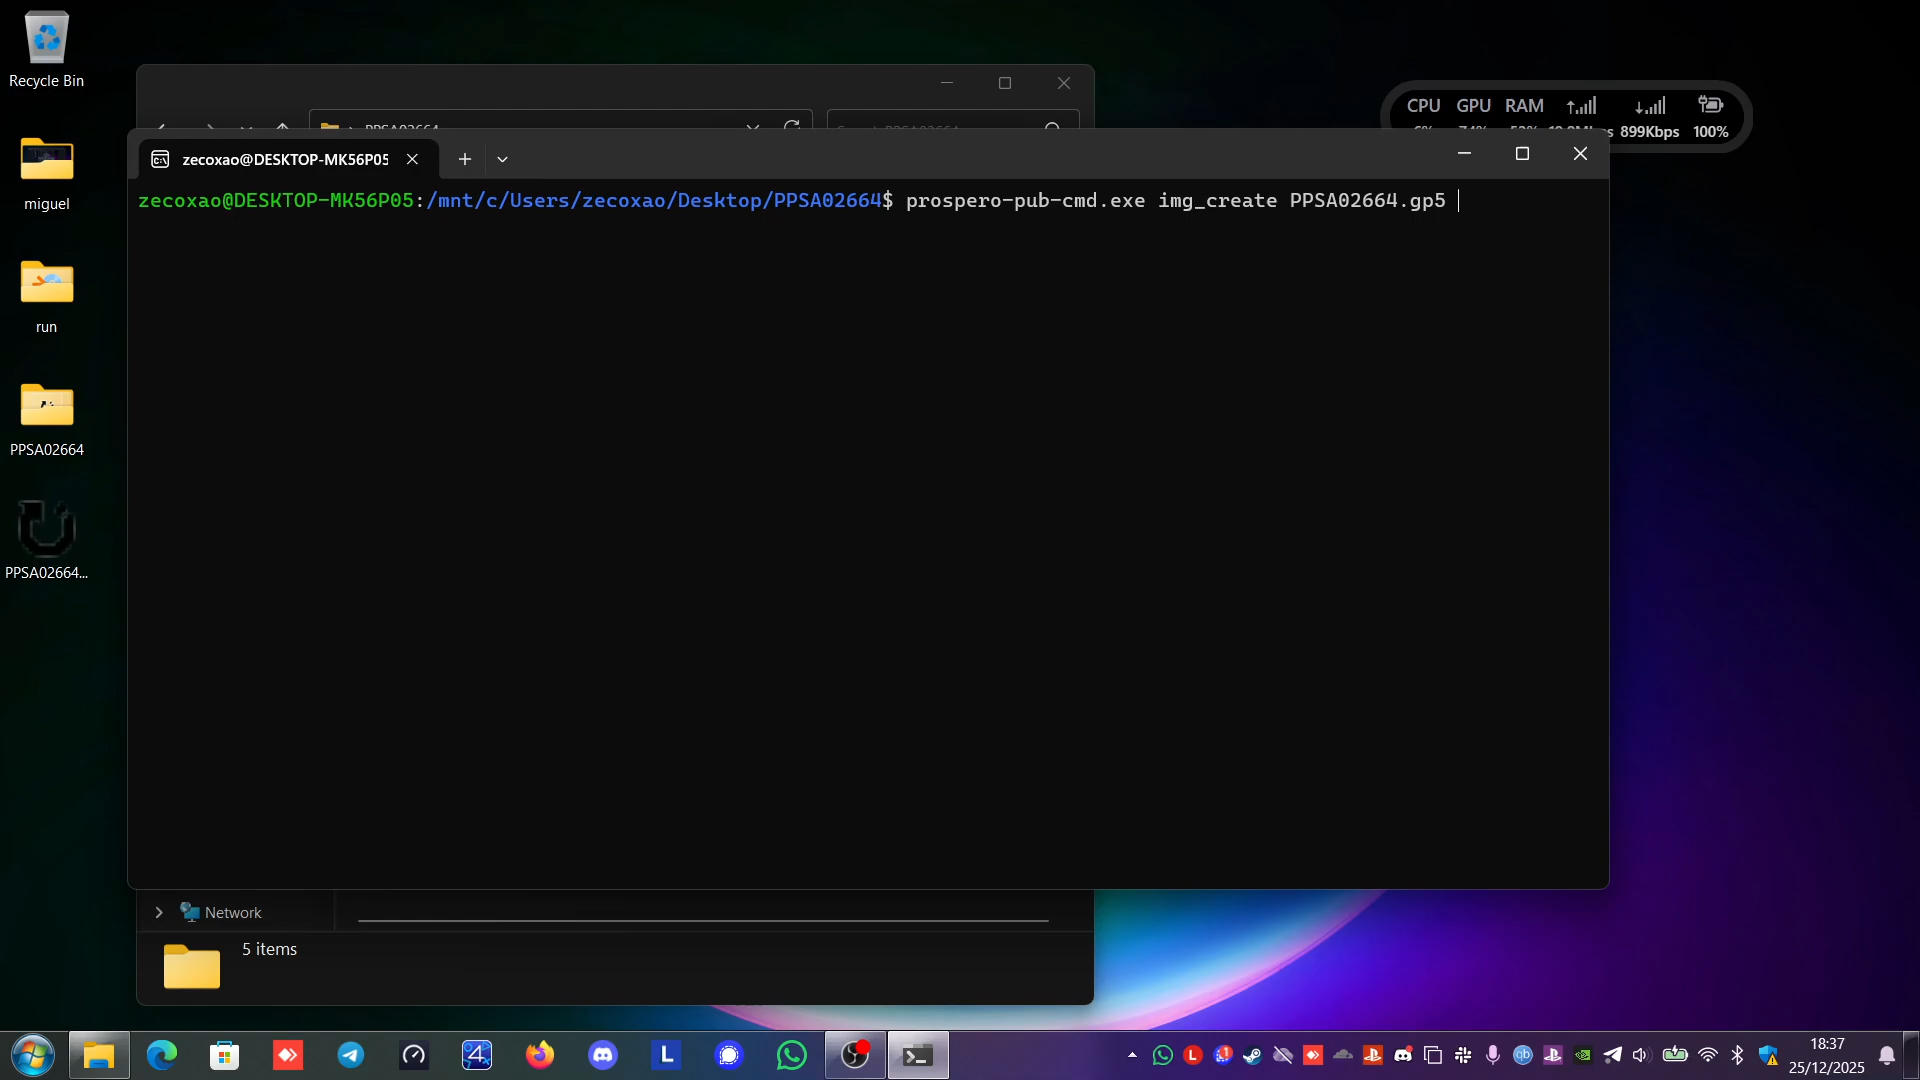 Recycle Bin
miguel
run
PPSA02664
PPSA02664...
PPSA02664
CPU GPU RAM
899Kbps 100%
zecoxao@DESKTOP-MK56P05
zecoxao@DESKTOP-MK56P05:/mnt/c/Users/zecoxao/Desktop/PPSA02664$ prospero-pub-cmd.exe img_create PPSA02664.gp5
Network
5 items
18:37
25/12/2025